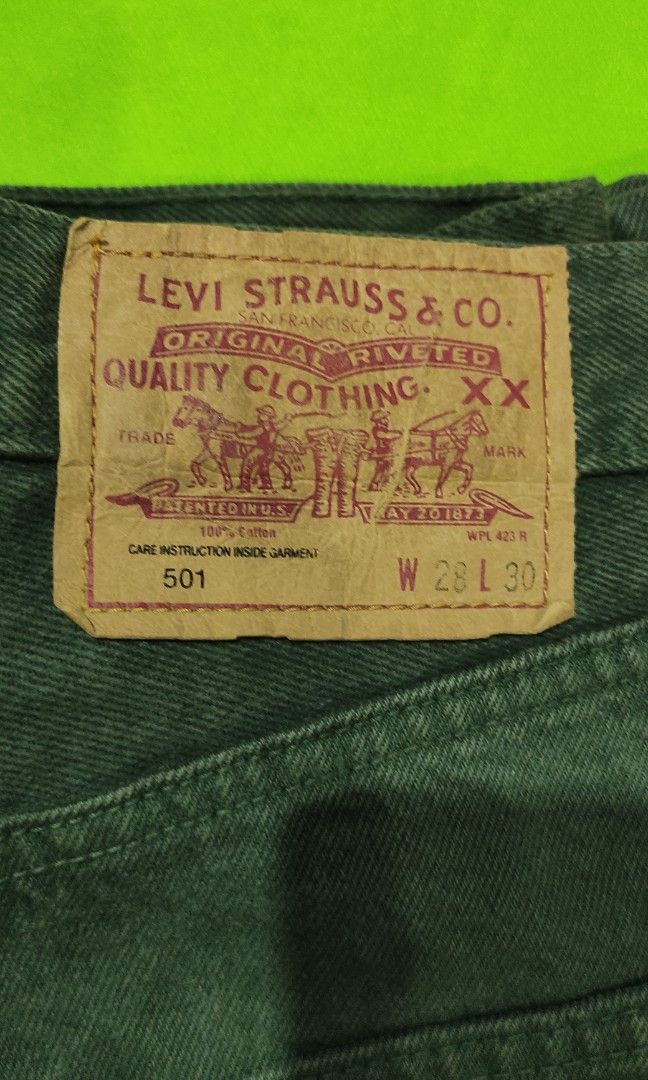 LEVI STRAUSS & CO.
SAN FRANCISCO, CAL
ORIGINAL RIVETED
QUALITY CLOTHING. XX
TRADE MARK
PATENTED IN U.S. MAY 20 1873
100% Cotton WPL 423 R
CARE INSTRUCTION INSIDE GARMENT
501 W 28 L 30